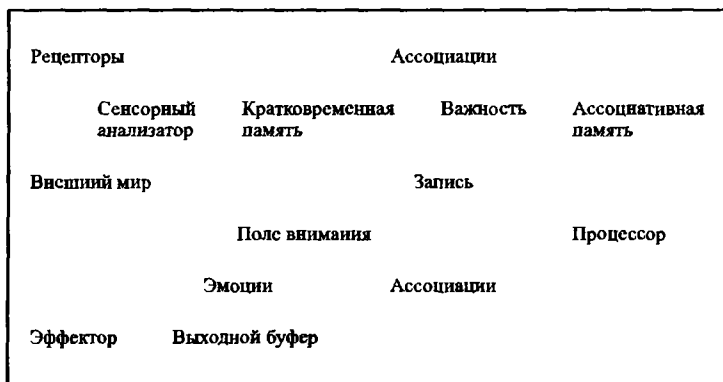 Рецепторы Ассоциации
Сенсорный Кратковременная Важность Ассоциативная
анализатор память память
Внешний мир Запись
Поле внимания Процессор
Эмоции Ассоциации
Эффектор Выходной буфер